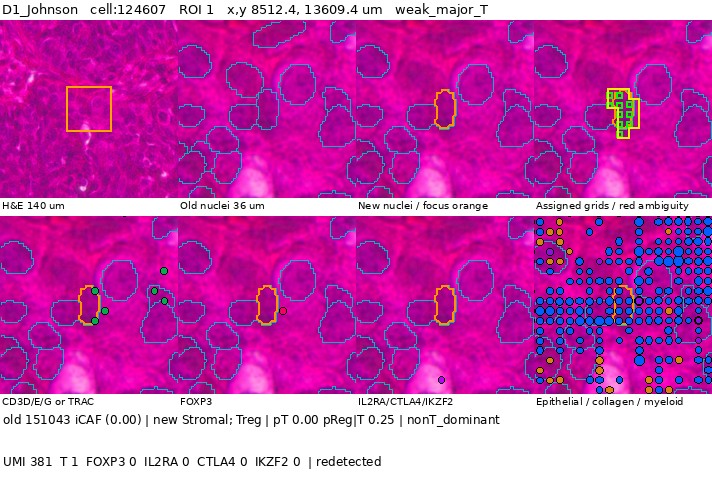 D1_Johnson   cell:124607   ROI 1   x,y 8512.4, 13609.4 um   weak_major_T
H&E 140 um
Old nuclei 36 um
New nuclei / focus orange
Assigned grids / red ambiguity
CD3D/E/G or TRAC
FOXP3
IL2RA/CTLA4/IKZF2
Epithelial / collagen / myeloid
old 151043 iCAF (0.00) | new Stromal; Treg | pT 0.00 pReg|T 0.25 | nonT_dominant
UMI 381  T 1  FOXP3 0  IL2RA 0  CTLA4 0  IKZF2 0  | redetected